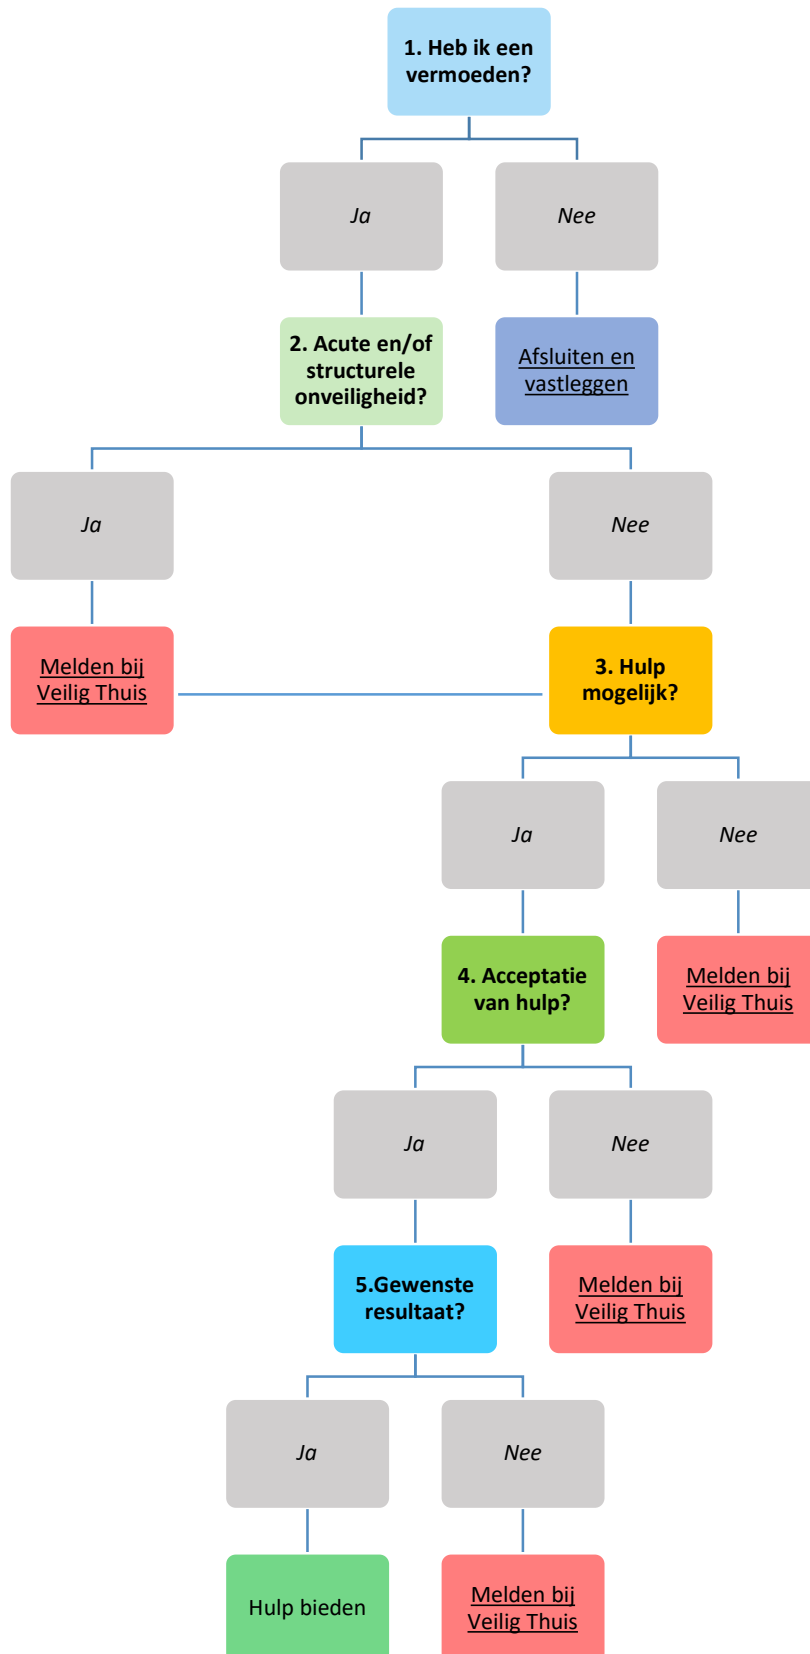 1. Heb ik een
vermoeden?
Ja
Nee
2. Acute en/of
structurele
onveiligheid?
Afsluiten en
vastleggen
Ja
Nee
Melden bij
Veilig Thuis
3. Hulp
mogelijk?
Ja
Nee
4. Acceptatie
van hulp?
Melden bij
Veilig Thuis
Ja
Nee
5.Gewenste
resultaat?
Melden bij
Veilig Thuis
Ja
Nee
Hulp bieden
Melden bij
Veilig Thuis